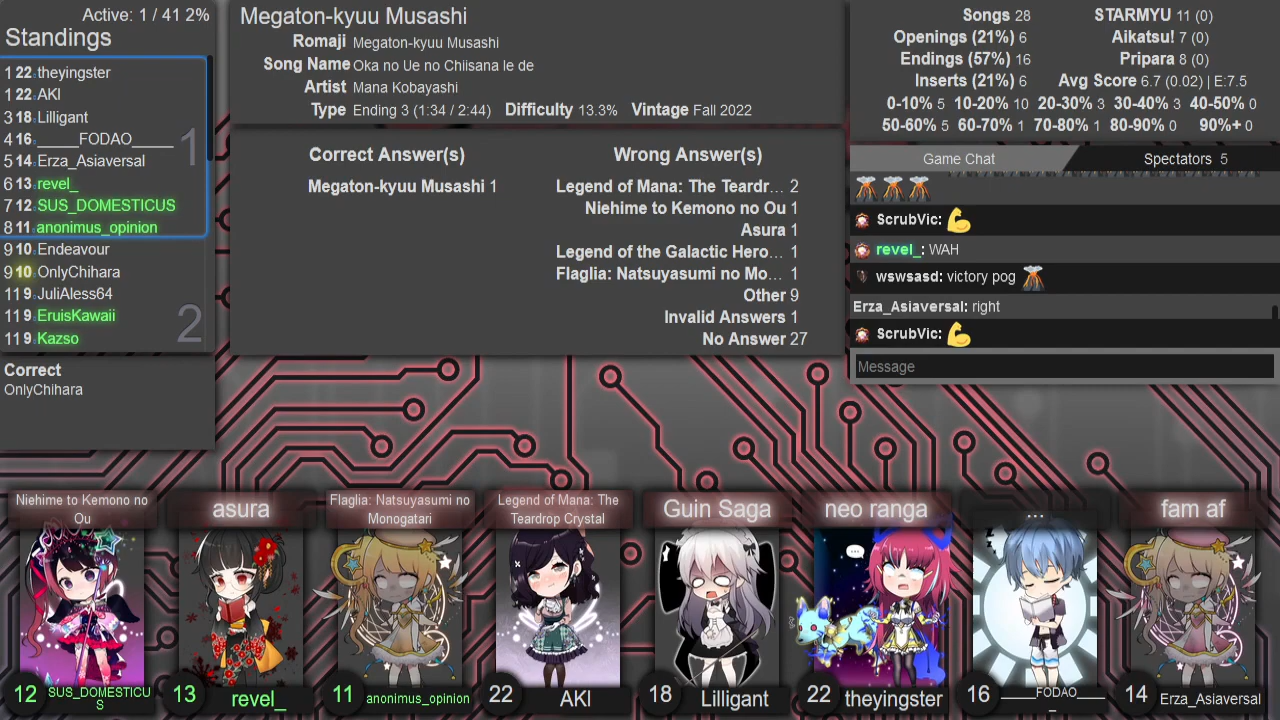 Active: 1 / 41 2%
Standings
1 22 theyingster
1 22 AKI
3 18 Lilligant
4 16 _____FODAO_____
5 14 Erza_Asiaversal
6 13 revel_
7 12 SUS_DOMESTICUS
8 11 anonimus_opinion
1
9 10 Endeavour
9 10 OnlyChihara
11 9 JuliAless64
11 9 EruisKawaii
11 9 Kazso
2
Correct
OnlyChihara
Megaton-kyuu Musashi
Romaji Megaton-kyuu Musashi
Song Name Oka no Ue no Chiisana Ie de
Artist Mana Kobayashi
Type Ending 3 (1:34 / 2:44) Difficulty 13.3% Vintage Fall 2022
Correct Answer(s)
Megaton-kyuu Musashi 1
Wrong Answer(s)
Legend of Mana: The Teardr... 2
Niehime to Kemono no Ou 1
Asura 1
Legend of the Galactic Hero... 1
Flaglia: Natsuyasumi no Mo... 1
Other 9
Invalid Answers 1
No Answer 27
Songs 28
Openings (21%) 6
Endings (57%) 16
Inserts (21%) 6
STARMYU 11 (0)
Aikatsu! 7 (0)
Pripara 8 (0)
Avg Score 6.7 (0.02) | E:7.5
0-10% 5 10-20% 10 20-30% 3 30-40% 3 40-50% 0
50-60% 5 60-70% 1 70-80% 1 80-90% 0 90%+ 0
Game Chat
Spectators 5
ScrubVic:
revel_: WAH
wswsasd: victory pog
Erza_Asiaversal: right
ScrubVic:
Message
Niehime to Kemono no
Ou
asura
Flaglia: Natsuyasumi no
Monogatari
Legend of Mana: The
Teardrop Crystal
Guin Saga
neo ranga
...
fam af
12 SUS_DOMESTICU
S
13 revel_
11 anonimus_opinion
22 AKI
18 Lilligant
22 theyingster
16 _____FODAO____
_
14 Erza_Asiaversal